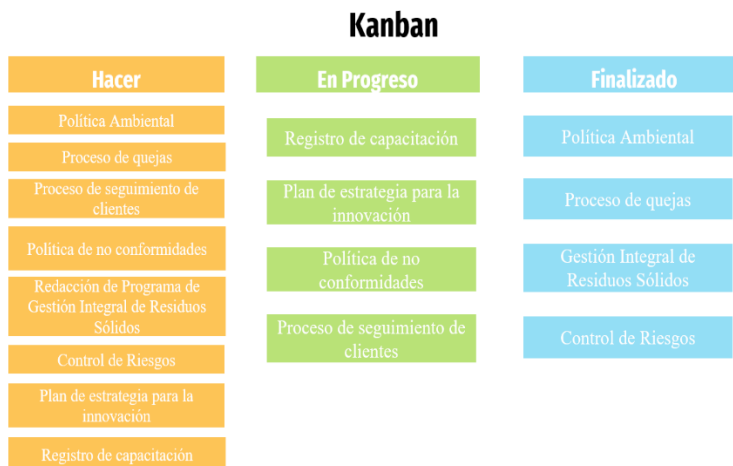 Kanban
Hacer
Política Ambiental
Proceso de quejas
Proceso de seguimiento de
clientes
Política de no conformidades
Redacción de Programa de
Gestión Integral de Residuos
Sólidos
Control de Riesgos
Plan de estrategia para la
innovación
Registro de capacitación
En Progreso
Registro de capacitación
Plan de estrategia para la
innovación
Política de no
conformidades
Proceso de seguimiento de
clientes
Finalizado
Política Ambiental
Proceso de quejas
Gestión Integral de
Residuos Sólidos
Control de Riesgos